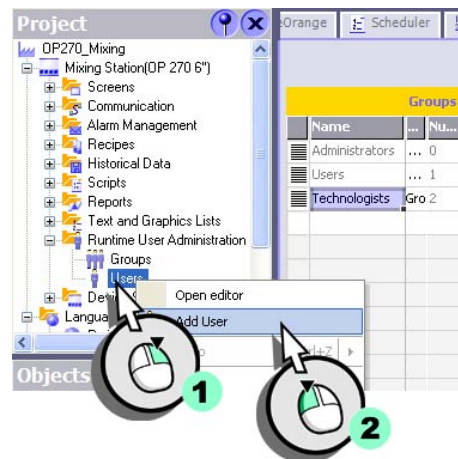 Project
OP270_Mixing
Mixing Station(OP 270 6")
Screens
Communication
Alarm Management
Recipes
Historical Data
Scripts
Reports
Text and Graphics Lists
Runtime User Administration
Groups
Users
Open editor
Add User
Objects
1
2
Orange
Scheduler
Groups
Name ... Nu...
Administrators ... 0
Users ... 1
Technologists Gro 2